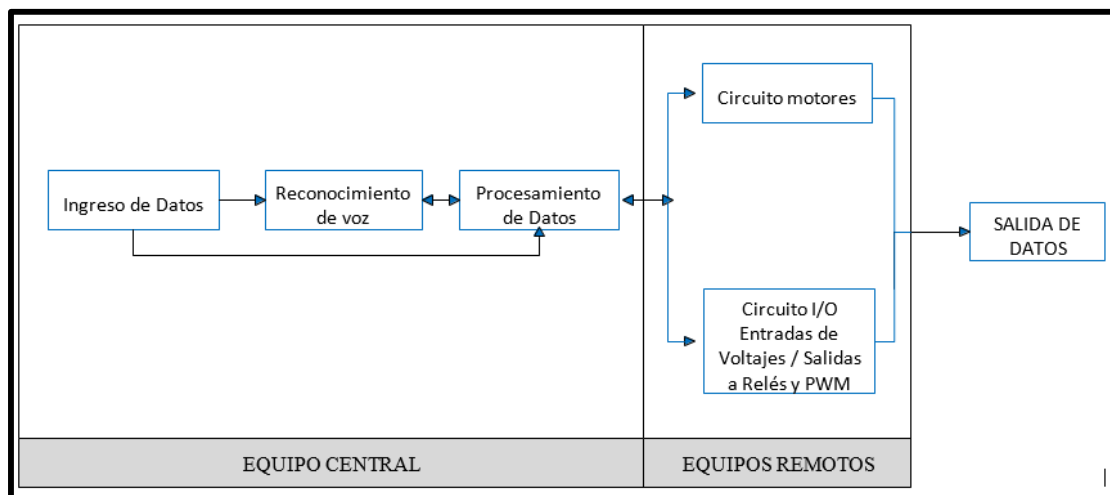 Ingreso de Datos
Reconocimiento
de voz
Procesamiento
de Datos
Circuito motores
Circuito I/O
Entradas de
Voltajes / Salidas
a Relés y PWM
SALIDA DE
DATOS
EQUIPO CENTRAL
EQUIPOS REMOTOS